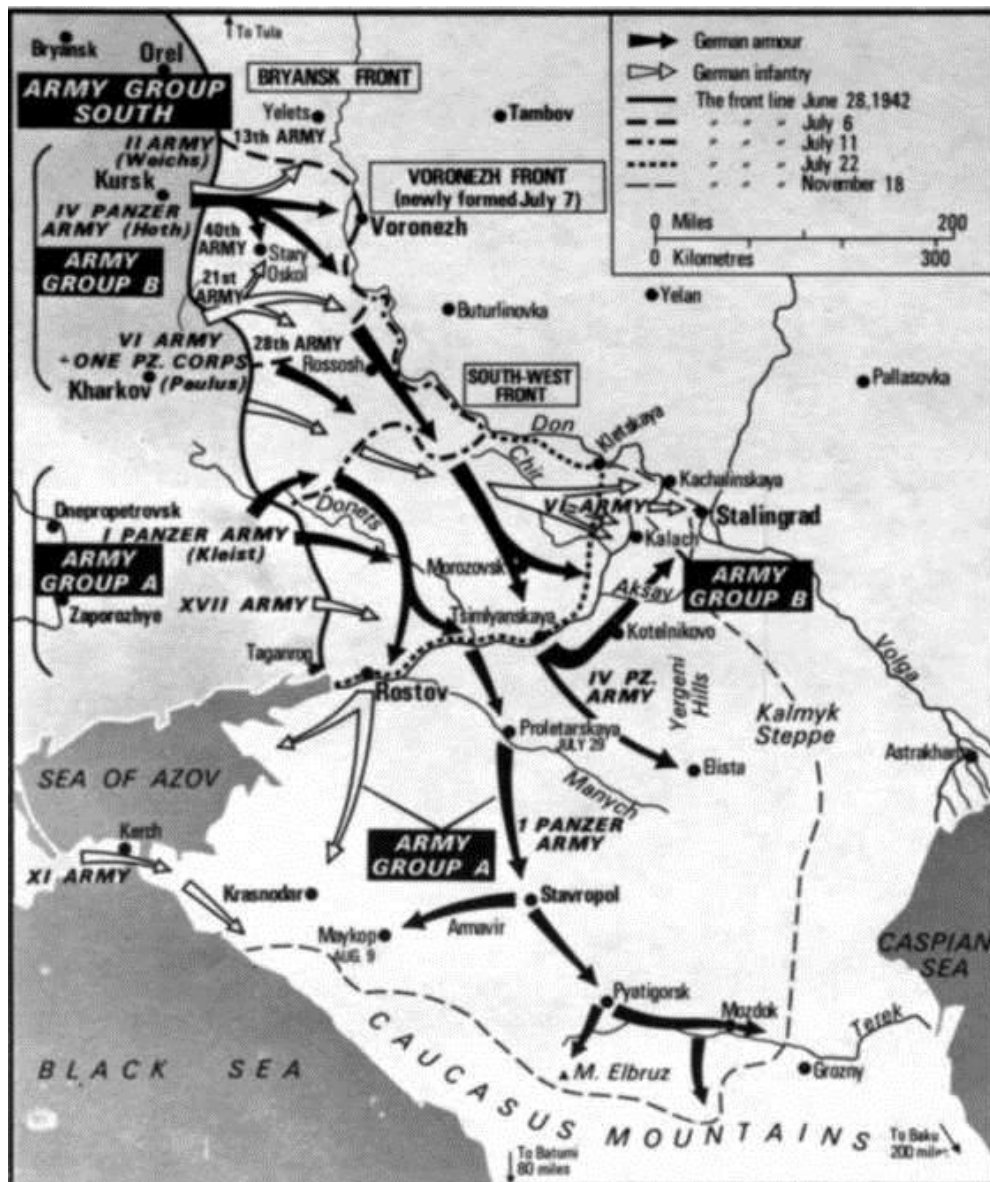 To Tula
Bryansk
Orel
ARMY GROUP
SOUTH
BRYANSK FRONT
Yelets
13th ARMY
Tambov
II ARMY
(Weichs)
Kursk
IV PANZER
ARMY (Hoth)
40th
ARMY
Stary
Oskol
VORONEZH FRONT
(newly formed July 7)
Voronezh
ARMY
GROUP B
21st
ARMY
VI ARMY
+ONE PZ. CORPS
(Paulus)
Kharkov
28th ARMY
Rossosh
Buturlinovka
Yelan
Pallasovka
SOUTH-WEST
FRONT
Don
Chir
Kletskaya
Kachalinskaya
VI ARMY
Stalingrad
Kalach
Dnepropetrovsk
I PANZER ARMY
(Kleist)
Donets
ARMY
GROUP A
Zaporozhye
XVII ARMY
Morozovsk
Tsimlyanskaya
Aksay
ARMY
GROUP B
Kotelnikovo
Taganrog
Rostov
IV PZ.
ARMY
Yergeni
Hills
Volga
Kalmyk
Steppe
Proletarskaya
JULY 29
Elista
Astrakhan
Manych
SEA OF AZOV
Kerch
XI ARMY
ARMY
GROUP A
1 PANZER
ARMY
Krasnodar
Stavropol
Armavir
Maykop
AUG. 9
CASPIAN
SEA
Pyatigorsk
Mozdok
Terek
M. Elbruz
Grozny
BLACK SEA
CAUCASUS MOUNTAINS
To Batumi
80 miles
To Baku
200 miles
German armour
German infantry
The front line June 28, 1942
" " " July 6
" " " July 11
" " " July 22
" " " November 18
0 Miles 200
0 Kilometres 300